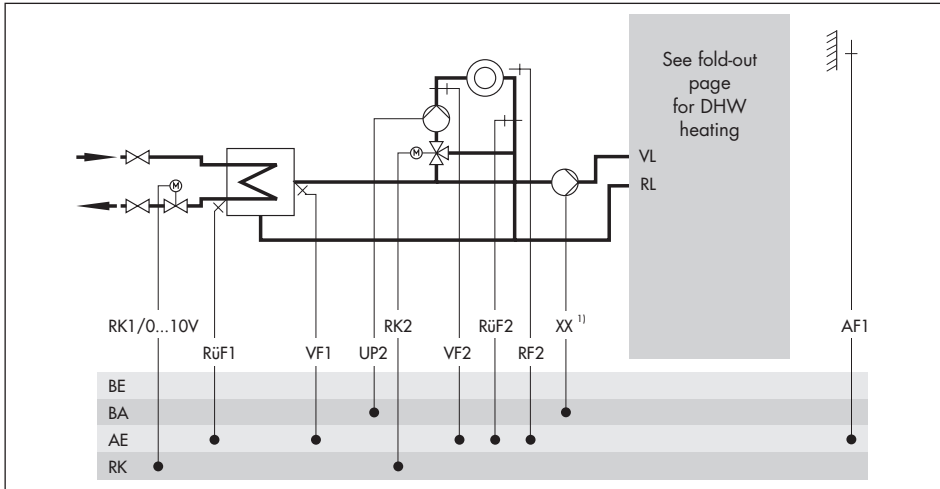 See fold-out
page
for DHW
heating
VL
RL
M
M
RK1/0...10V
RK2
XX 1)
AF1
RüF1
VF1
UP2
VF2
RüF2
RF2
BE
BA
AE
RK